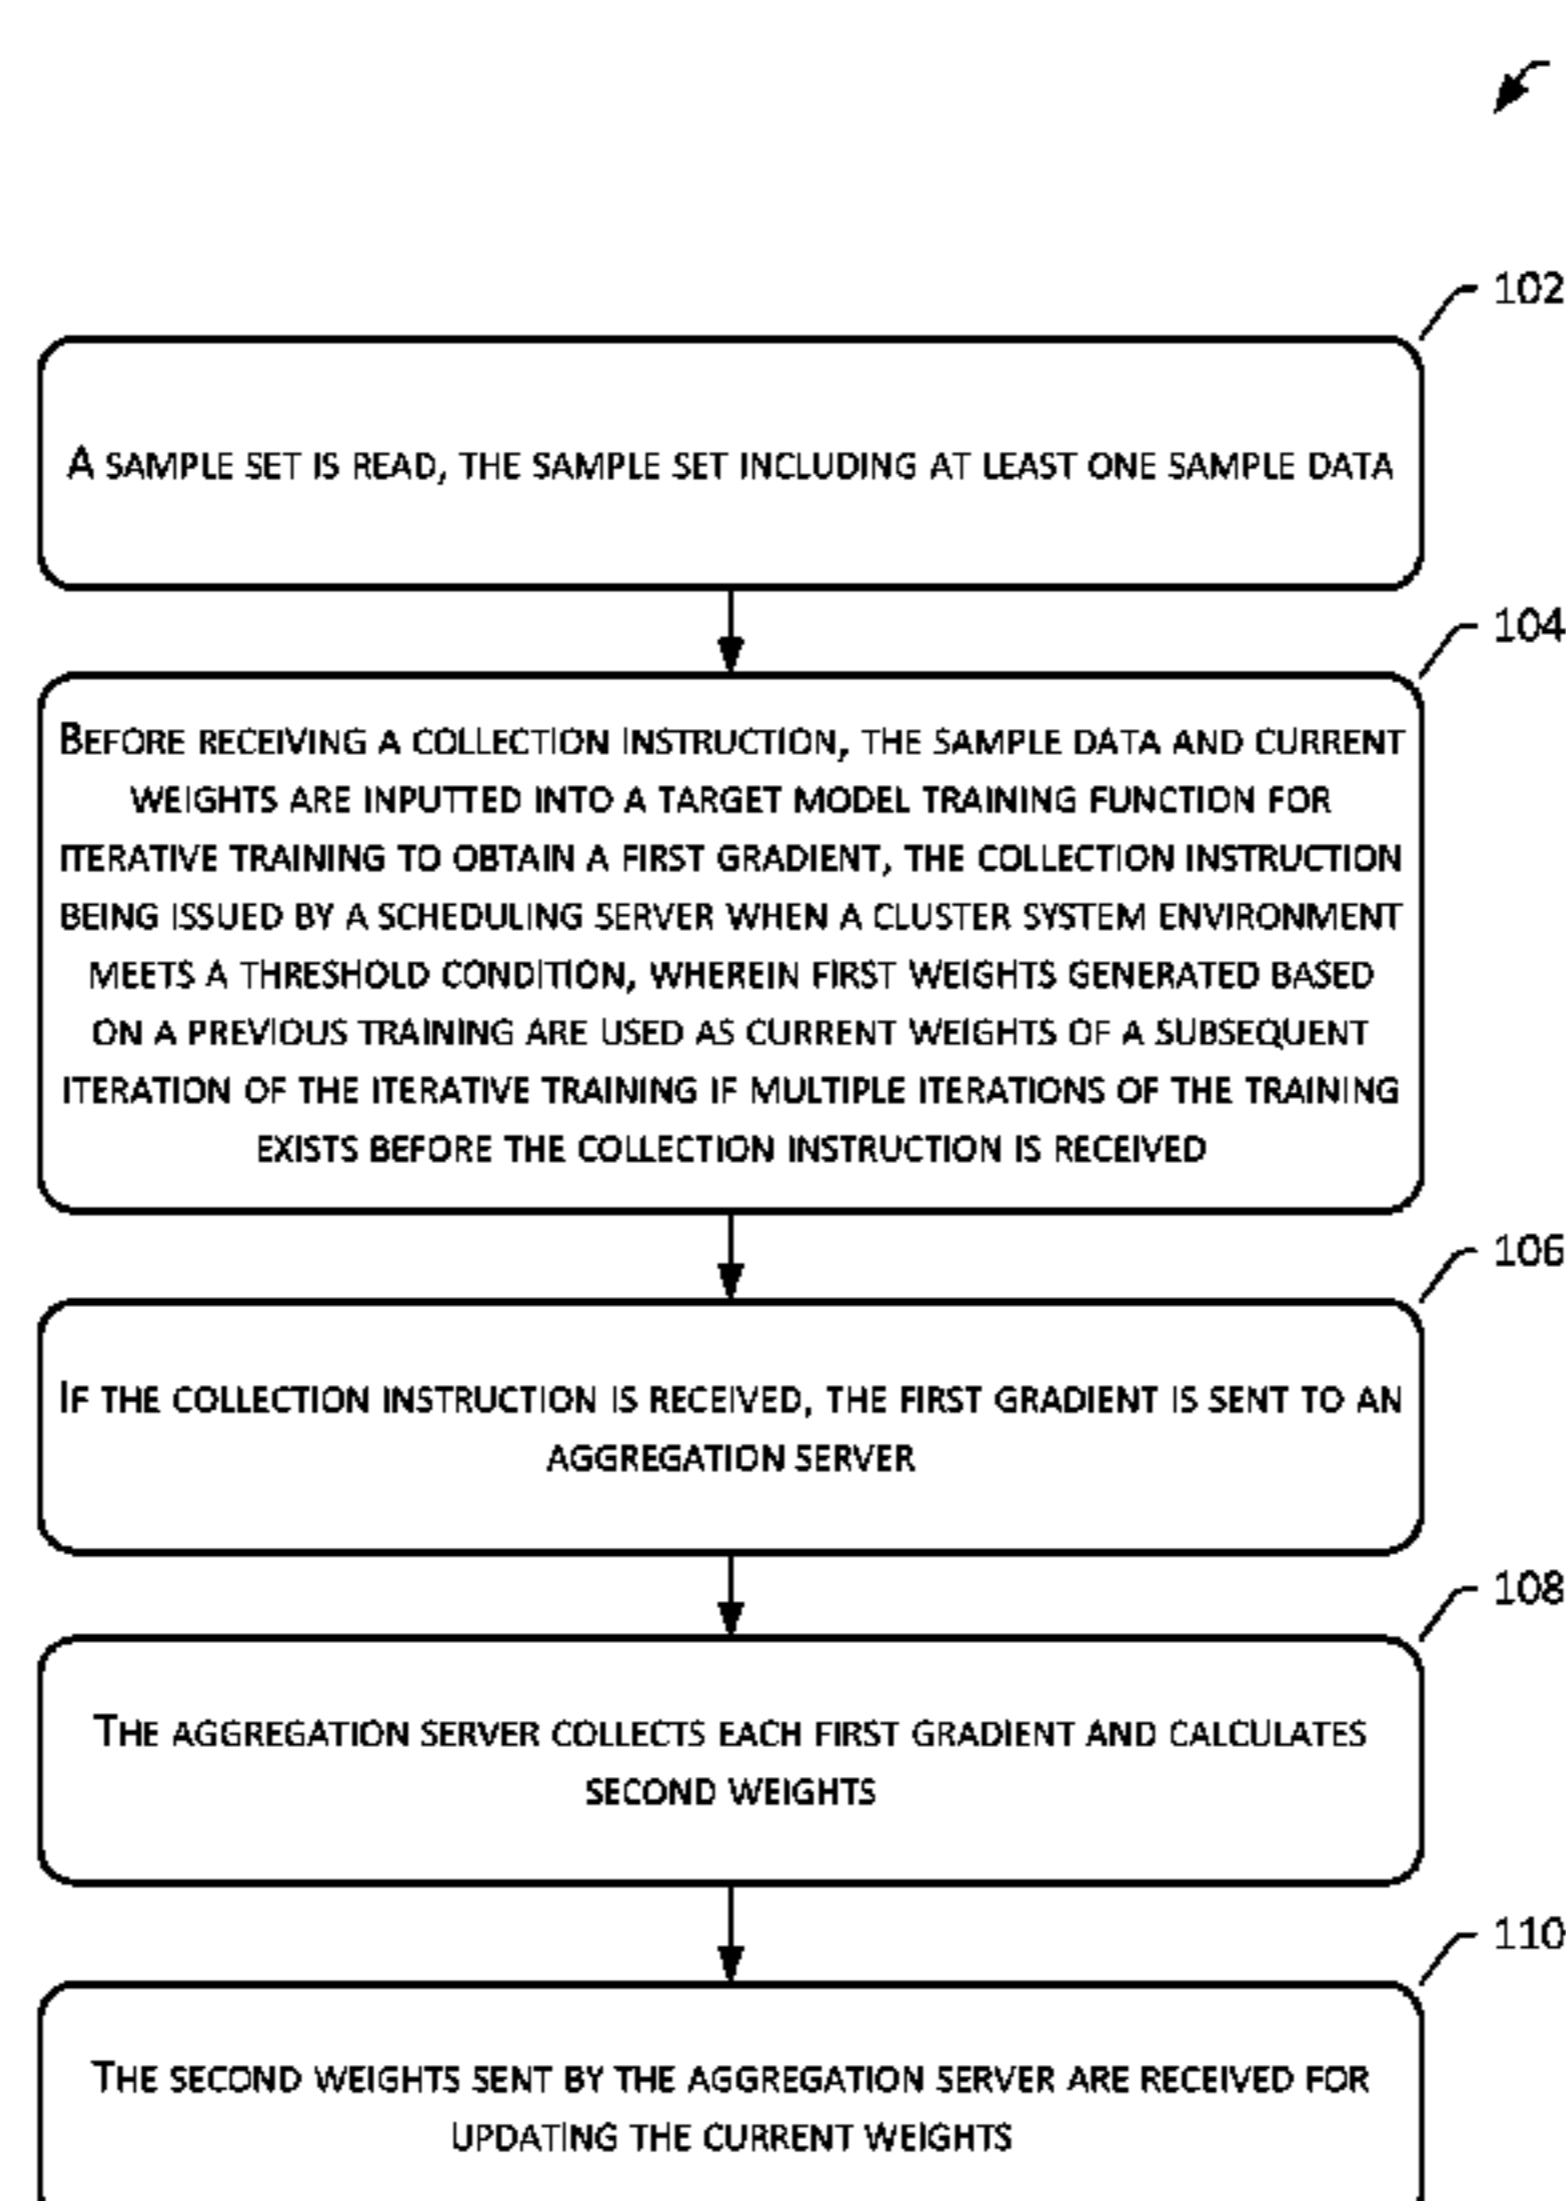 102
A SAMPLE SET IS READ, THE SAMPLE SET INCLUDING AT LEAST ONE SAMPLE DATA
104
BEFORE RECEIVING A COLLECTION INSTRUCTION, THE SAMPLE DATA AND CURRENT
WEIGHTS ARE INPUTTED INTO A TARGET MODEL TRAINING FUNCTION FOR
ITERATIVE TRAINING TO OBTAIN A FIRST GRADIENT, THE COLLECTION INSTRUCTION
BEING ISSUED BY A SCHEDULING SERVER WHEN A CLUSTER SYSTEM ENVIRONMENT
MEETS A THRESHOLD CONDITION, WHEREIN FIRST WEIGHTS GENERATED BASED
ON A PREVIOUS TRAINING ARE USED AS CURRENT WEIGHTS OF A SUBSEQUENT
ITERATION OF THE ITERATIVE TRAINING IF MULTIPLE ITERATIONS OF THE TRAINING
EXISTS BEFORE THE COLLECTION INSTRUCTION IS RECEIVED
106
IF THE COLLECTION INSTRUCTION IS RECEIVED, THE FIRST GRADIENT IS SENT TO AN
AGGREGATION SERVER
108
THE AGGREGATION SERVER COLLECTS EACH FIRST GRADIENT AND CALCULATES
SECOND WEIGHTS
110
THE SECOND WEIGHTS SENT BY THE AGGREGATION SERVER ARE RECEIVED FOR
UPDATING THE CURRENT WEIGHTS